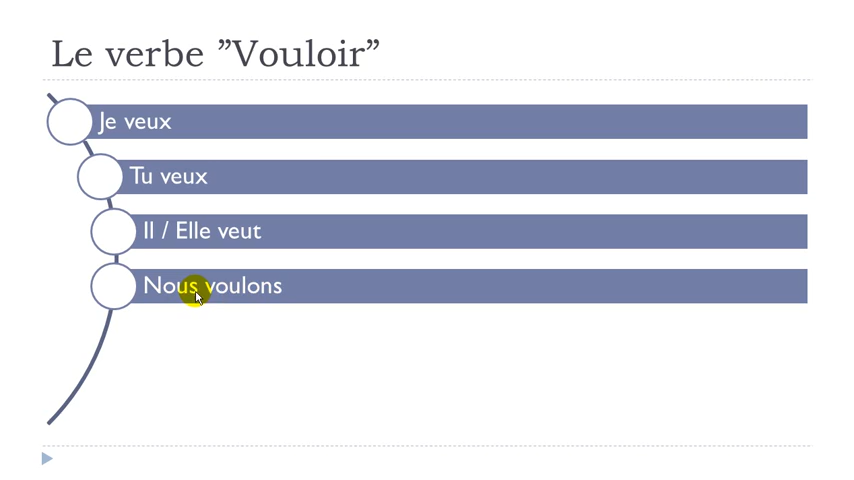 Le verbe ”Vouloir”
Je veux
Tu veux
Il / Elle veut
Nous voulons